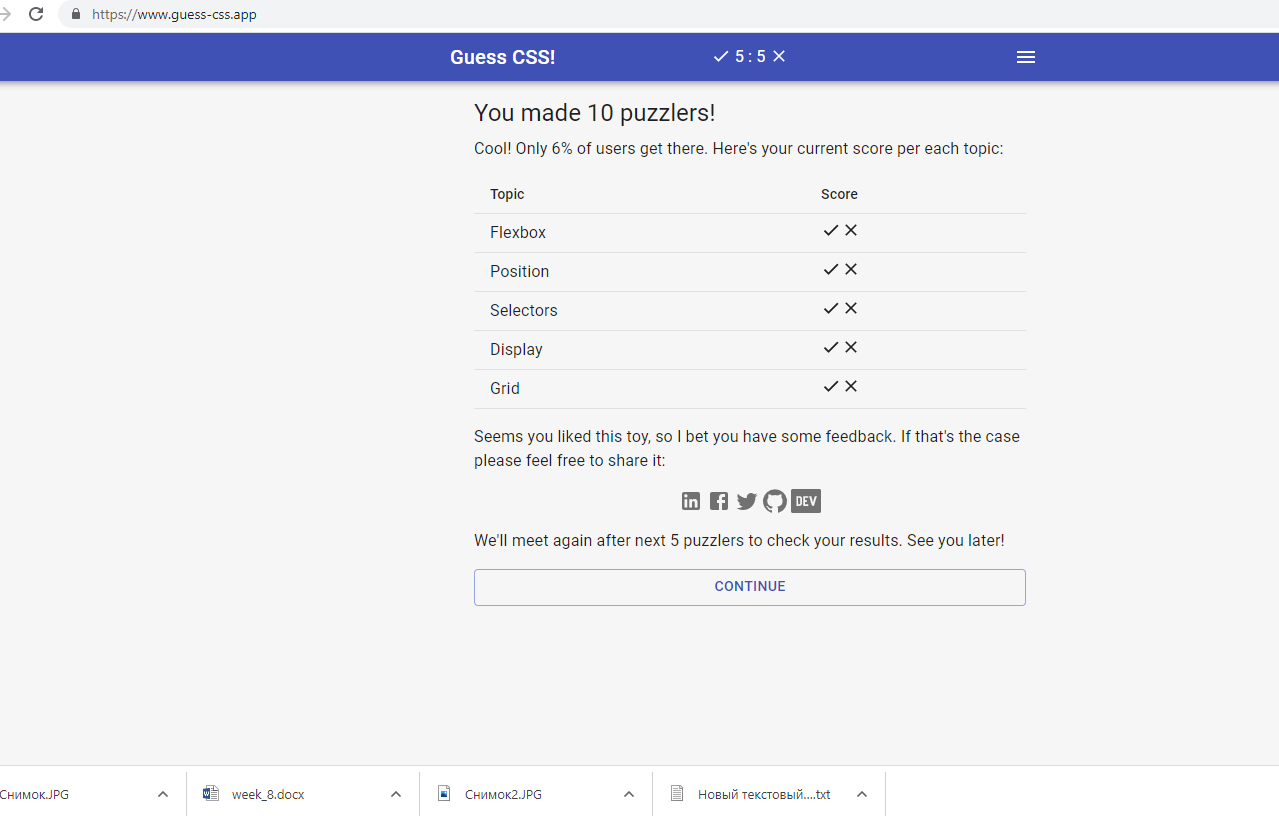 https://www.guess-css.app
Guess CSS!
5 : 5
You made 10 puzzlers!
Cool! Only 6% of users get there. Here's your current score per each topic:
Topic Score
Flexbox
Position
Selectors
Display
Grid
Seems you liked this toy, so I bet you have some feedback. If that's the case
please feel free to share it:
in f DEV
We'll meet again after next 5 puzzlers to check your results. See you later!
CONTINUE
Снимок.JPG week_8.docx Снимок2.JPG Новый текстовый....txt